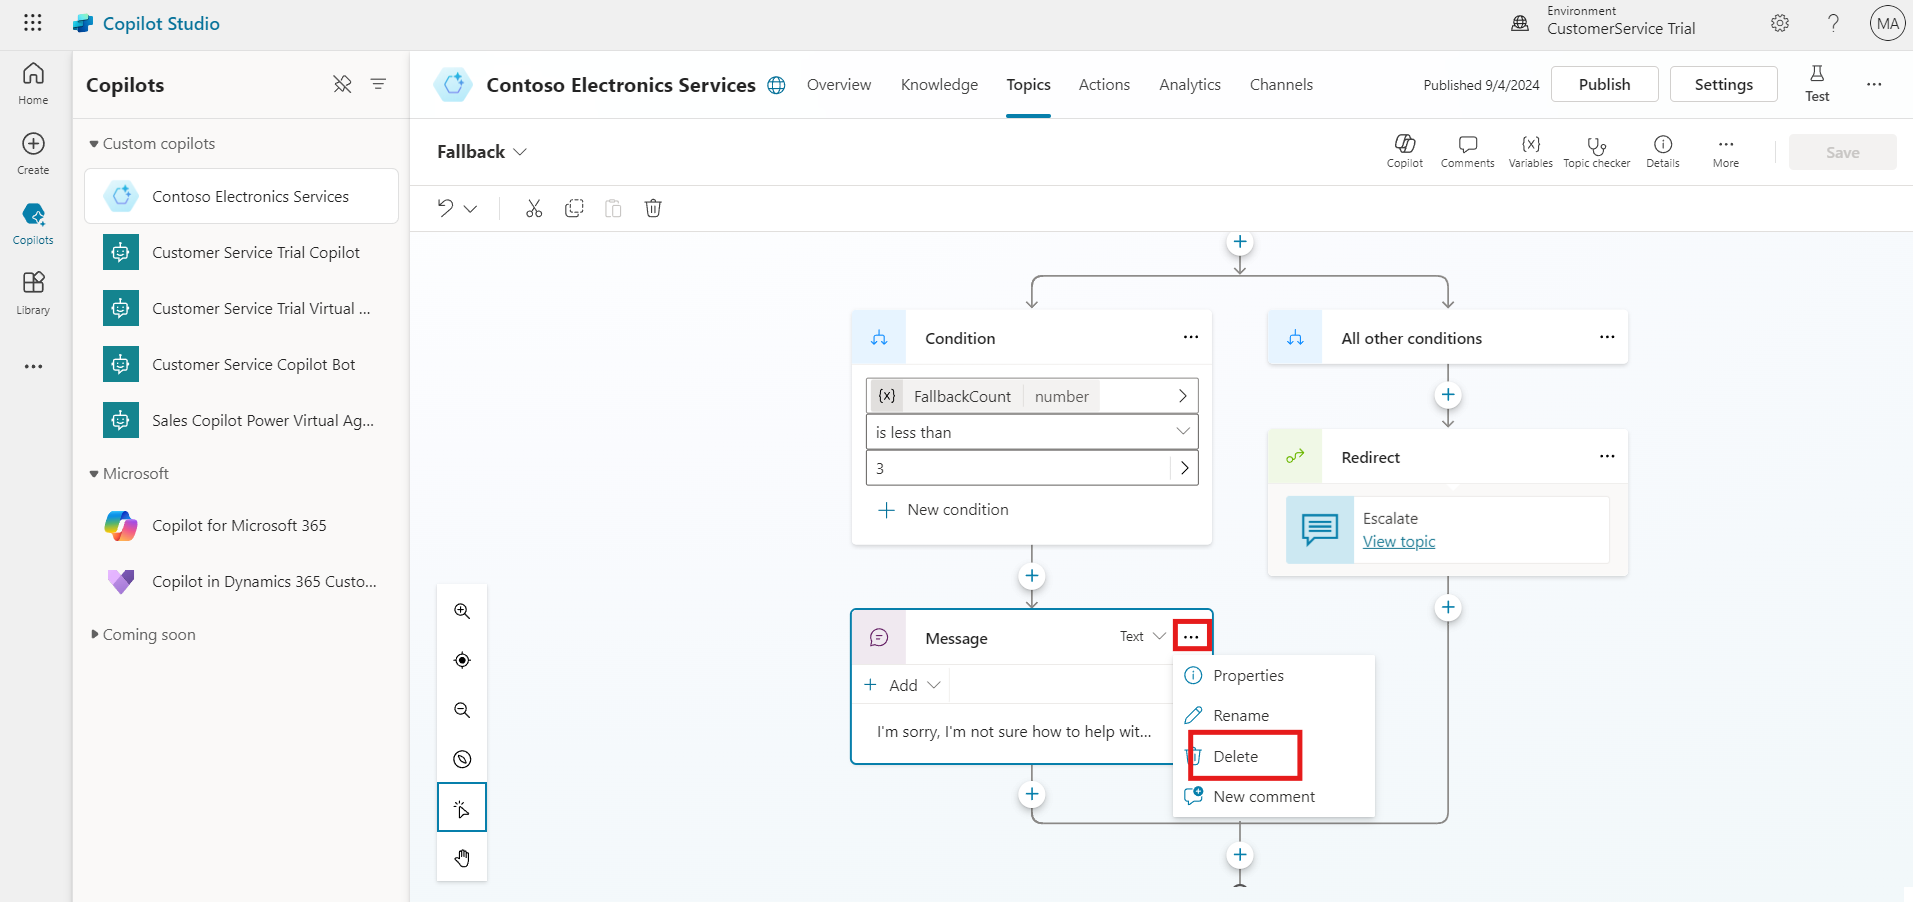 Copilot Studio
Environment
CustomerService Trial
MA
Home
Create
Copilots
Library
Copilots
Custom copilots
Contoso Electronics Services
Customer Service Trial Copilot
Customer Service Trial Virtual ...
Customer Service Copilot Bot
Sales Copilot Power Virtual Ag...
Microsoft
Copilot for Microsoft 365
Copilot in Dynamics 365 Custo...
Coming soon
Contoso Electronics Services
Overview
Knowledge
Topics
Actions
Analytics
Channels
Published 9/4/2024
Publish
Settings
Test
Fallback
Copilot
Comments
{x}
Variables
Topic checker
Details
More
Save
Condition
{x} FallbackCount number
is less than
3
New condition
All other conditions
Redirect
Escalate
View topic
Message
Text
Add
I'm sorry, I'm not sure how to help wit...
Properties
Rename
Delete
New comment